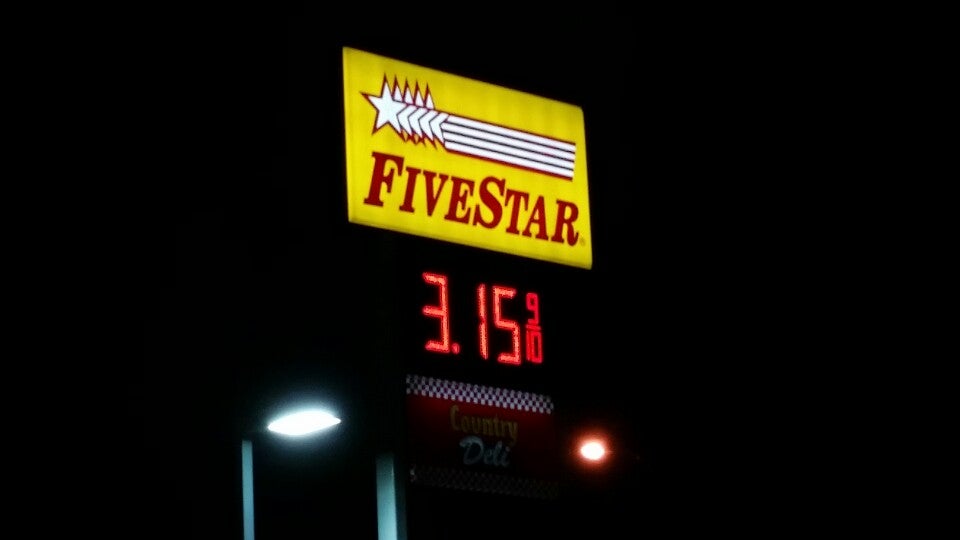 FIVESTAR
3.15 9/10
Country
Deli